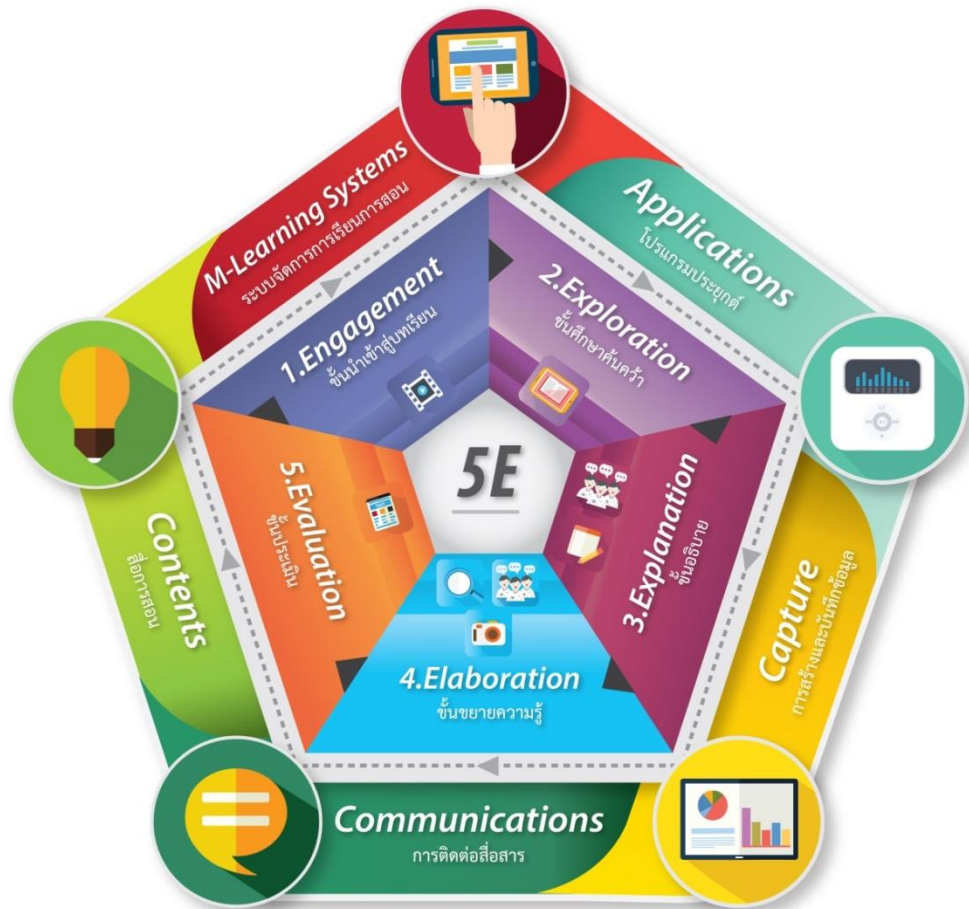 M-Learning Systems
ระบบจัดการการเรียนการสอน
Applications
โปรแกรมประยุกต์
Capture
การสร้างและบันทึกข้อมูล
Communications
การติดต่อสื่อสาร
Contents
สื่อการสอน
1.Engagement
ขั้นนำเข้าสู่บทเรียน
2.Exploration
ขั้นศึกษาค้นคว้า
3.Explanation
ขั้นอธิบาย
4.Elaboration
ขั้นขยายความรู้
5.Evaluation
ขั้นประเมิน
5E